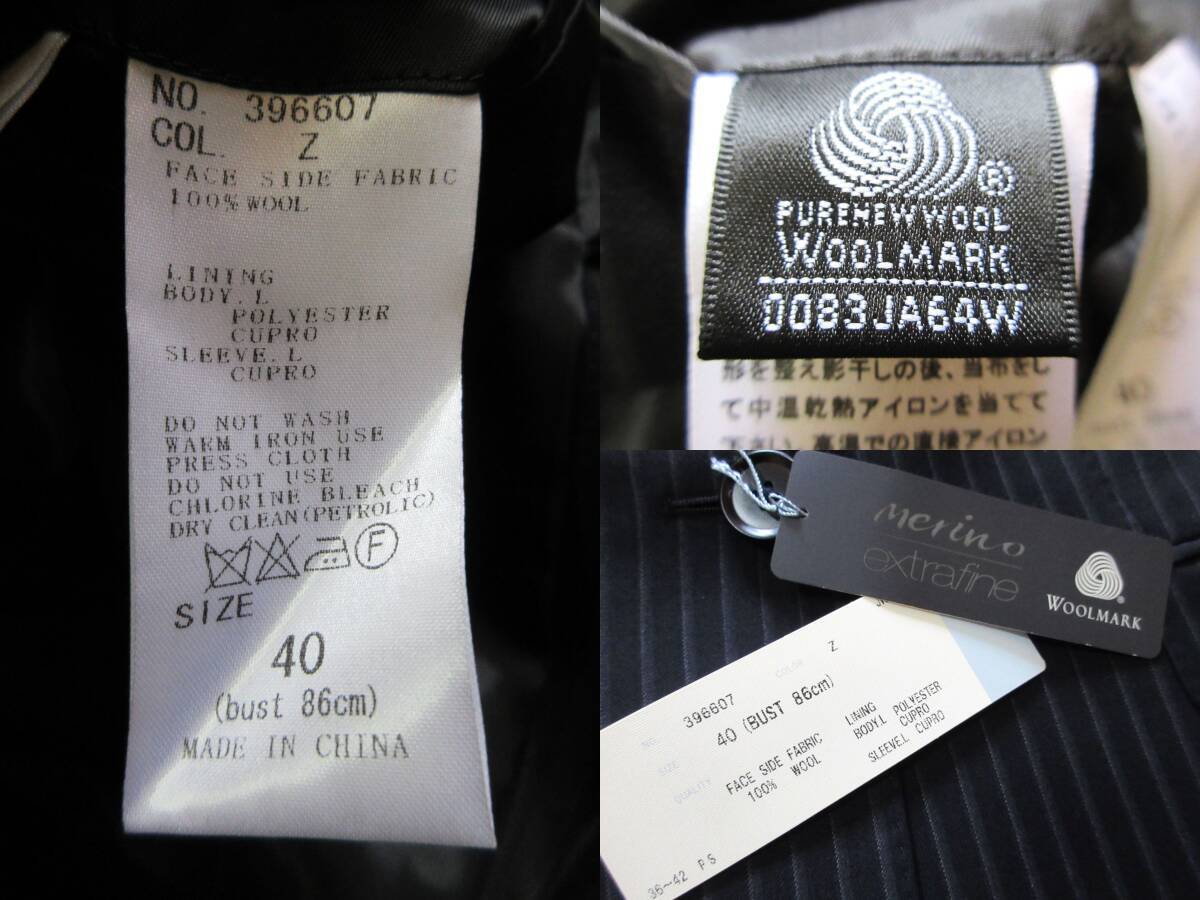 NO. 396607
COL. Z
FACE SIDE FABRIC
100% WOOL
LINING
BODY.L
POLYESTER
CUPRO
SLEEVE.L
CUPRO
DO NOT WASH
WARM IRON USE
PRESS CLOTH
DO NOT USE
CHLORINE BLEACH
DRY CLEAN(PETROLIC)
F
SIZE
40
(bust 86cm)
MADE IN CHINA
®
PURE NEW WOOL
WOOLMARK
0083JA64W
形を整え影干しの後、当布をし
て中温乾熱アイロンを当てて
下さい。高温での直接アイロン
40
merino
extrafine
WOOLMARK
NO. 396607 COLOR Z
SIZE 40 (BUST 86cm)
QUALITY FACE SIDE FABRIC
100% WOOL
LINING
BODY.L POLYESTER
CUPRO
SLEEVE.L CUPRO
36~42 P S